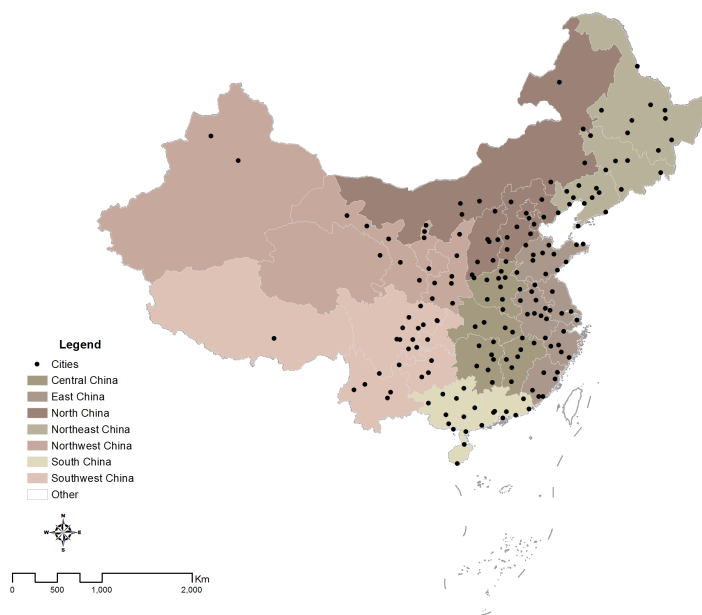 Legend
Cities
Central China
East China
North China
Northeast China
Northwest China
South China
Southwest China
Other
N
W E
S
Km
0 500 1,000 2,000